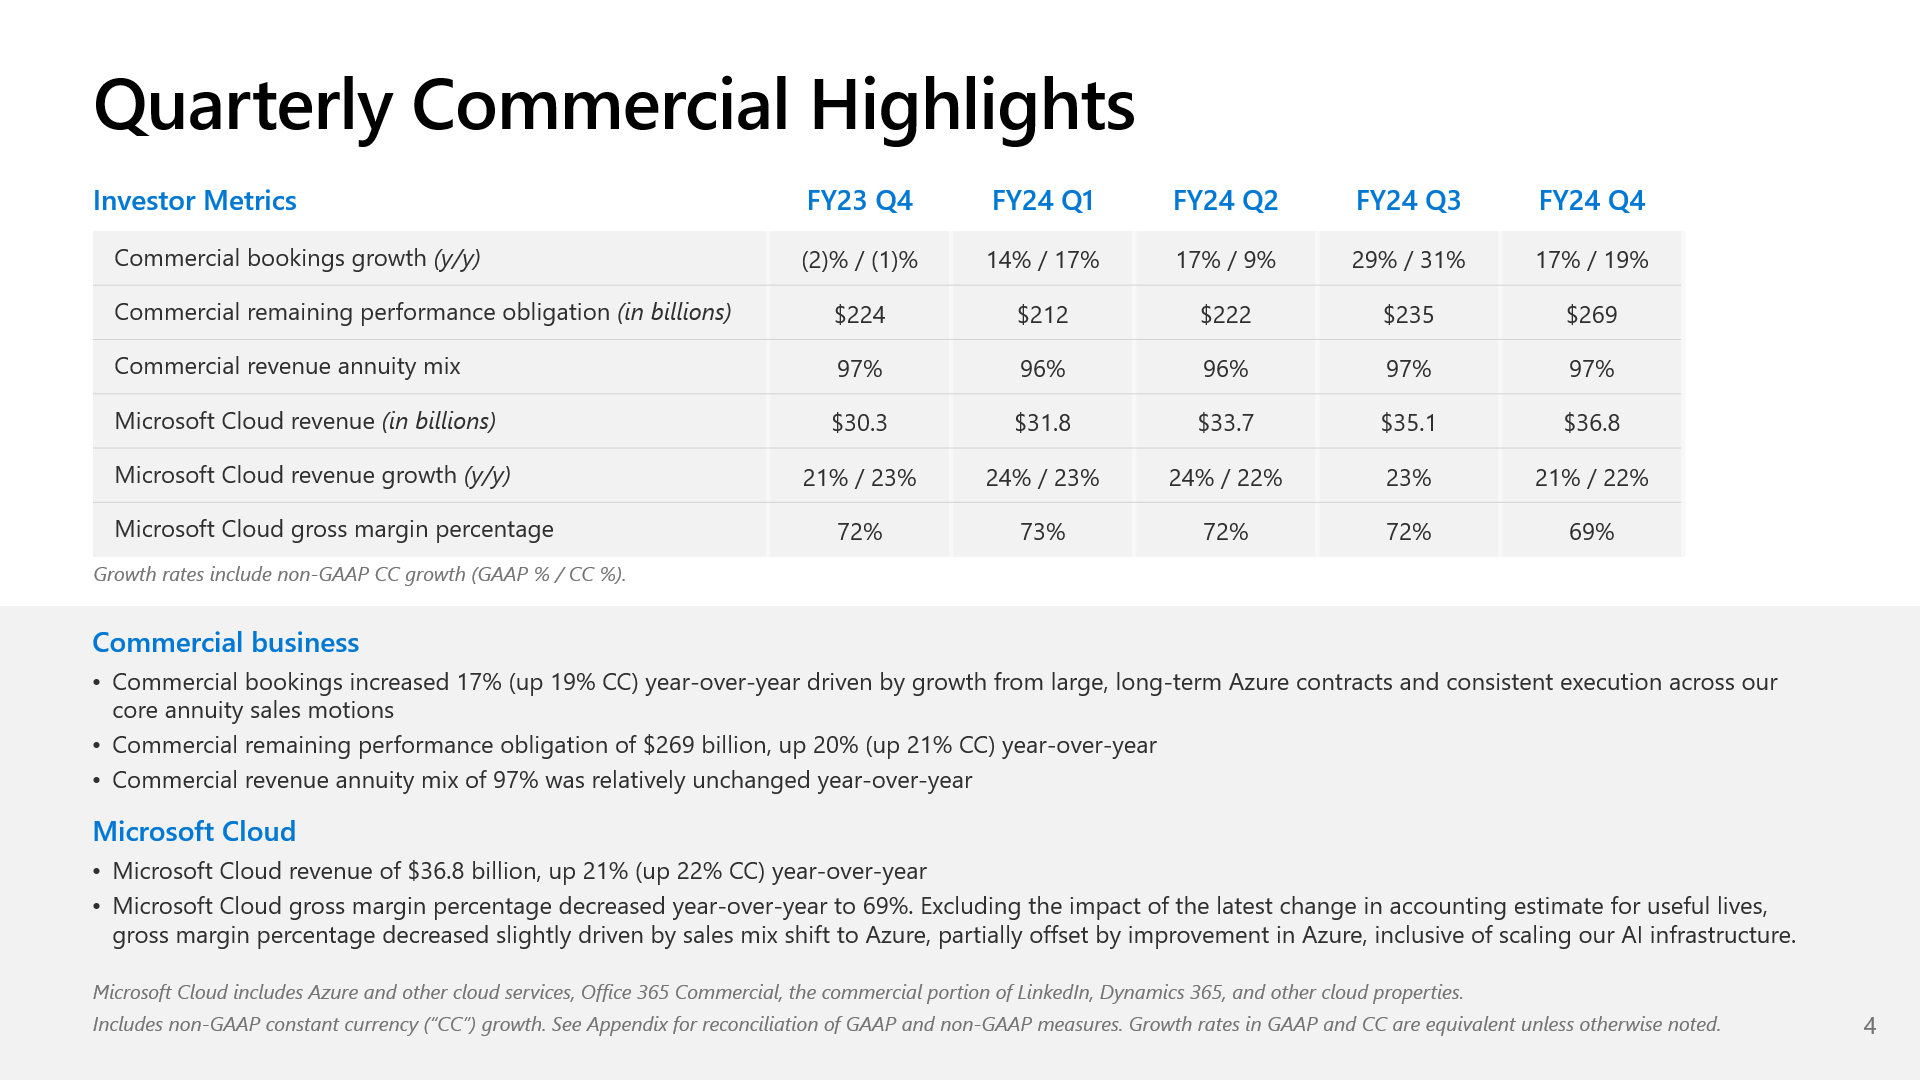 Quarterly Commercial Highlights
Investor Metrics FY23 Q4 FY24 Q1 FY24 Q2 FY24 Q3 FY24 Q4
Commercial bookings growth (y/y) (2)% / (1)% 14% / 17% 17% / 9% 29% / 31% 17% / 19%
Commercial remaining performance obligation (in billions) $224 $212 $222 $235 $269
Commercial revenue annuity mix 97% 96% 96% 97% 97%
Microsoft Cloud revenue (in billions) $30.3 $31.8 $33.7 $35.1 $36.8
Microsoft Cloud revenue growth (y/y) 21% / 23% 24% / 23% 24% / 22% 23% 21% / 22%
Microsoft Cloud gross margin percentage 72% 73% 72% 72% 69%
Growth rates include non-GAAP CC growth (GAAP % / CC %).
Commercial business
• Commercial bookings increased 17% (up 19% CC) year-over-year driven by growth from large, long-term Azure contracts and consistent execution across our
core annuity sales motions
• Commercial remaining performance obligation of $269 billion, up 20% (up 21% CC) year-over-year
• Commercial revenue annuity mix of 97% was relatively unchanged year-over-year
Microsoft Cloud
• Microsoft Cloud revenue of $36.8 billion, up 21% (up 22% CC) year-over-year
• Microsoft Cloud gross margin percentage decreased year-over-year to 69%. Excluding the impact of the latest change in accounting estimate for useful lives,
gross margin percentage decreased slightly driven by sales mix shift to Azure, partially offset by improvement in Azure, inclusive of scaling our AI infrastructure.
Microsoft Cloud includes Azure and other cloud services, Office 365 Commercial, the commercial portion of LinkedIn, Dynamics 365, and other cloud properties.
Includes non-GAAP constant currency (“CC”) growth. See Appendix for reconciliation of GAAP and non-GAAP measures. Growth rates in GAAP and CC are equivalent unless otherwise noted.
4